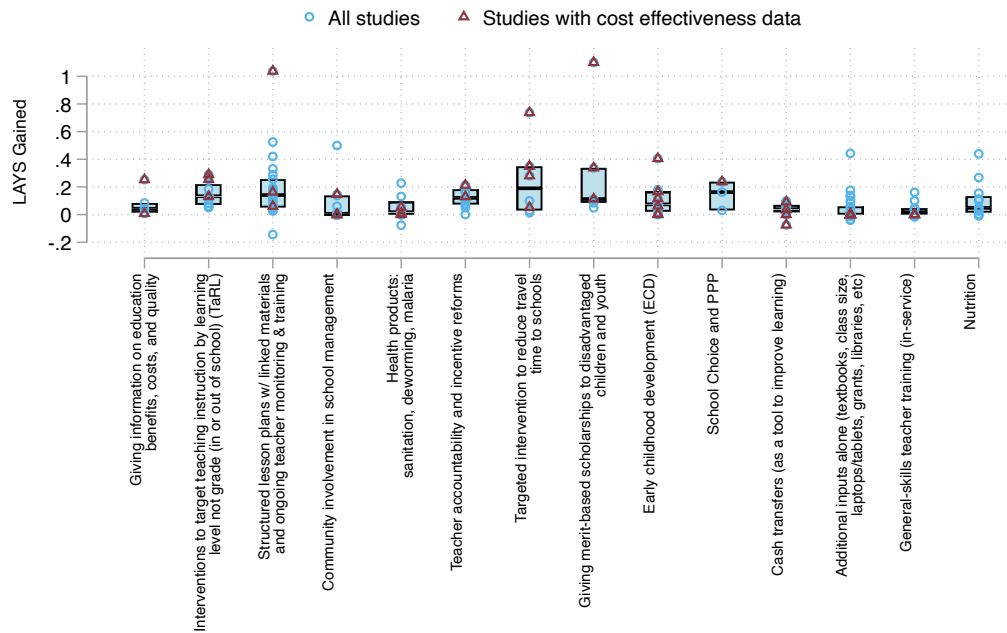 All studies
Studies with cost effectiveness data
LAYS Gained
1
.8
.6
.4
.2
0
-.2
Giving information on education
benefits, costs, and quality
Interventions to target teaching instruction by learning
level not grade (in or out of school) (TaRL)
Structured lesson plans w/ linked materials
and ongoing teacher monitoring & training
Community involvement in school management
Health products:
sanitation, deworming, malaria
Teacher accountability and incentive reforms
Targeted intervention to reduce travel
time to schools
Giving merit-based scholarships to disadvantaged
children and youth
Early childhood development (ECD)
School Choice and PPP
Cash transfers (as a tool to improve learning)
Additional inputs alone (textbooks, class size,
laptops/tablets, grants, libraries, etc)
General-skills teacher training (in-service)
Nutrition